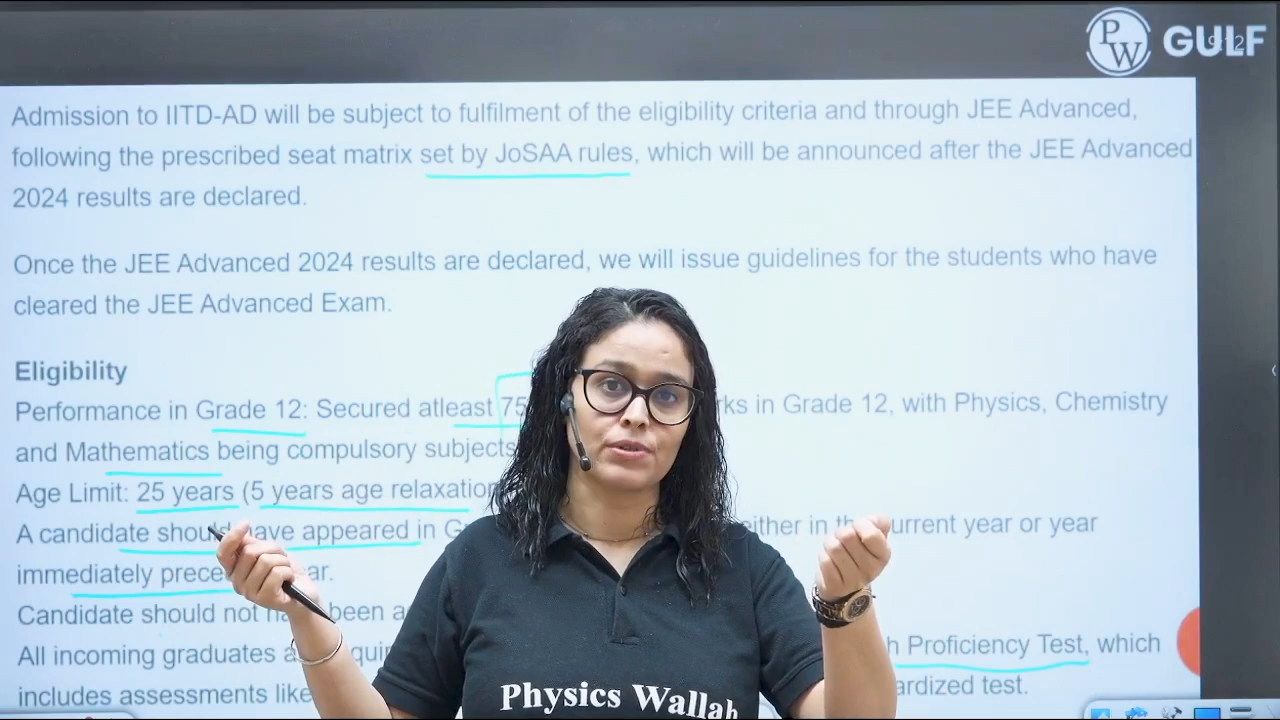 PW GULF
Admission to IITD-AD will be subject to fulfilment of the eligibility criteria and through JEE Advanced,
following the prescribed seat matrix set by JoSAA rules, which will be announced after the JEE Advanced
2024 results are declared.
Once the JEE Advanced 2024 results are declared, we will issue guidelines for the students who have
cleared the JEE Advanced Exam.
Eligibility
Performance in Grade 12: Secured atleast 75 in Grade 12, with Physics, Chemistry
and Mathematics being compulsory subjects
Age Limit: 25 years (5 years age relaxation
A candidate should have appeared in either in the current year or year
immediately
Candidate should not been
All incoming graduates Proficiency Test, which
includes assessments like test.
Physics Wallah